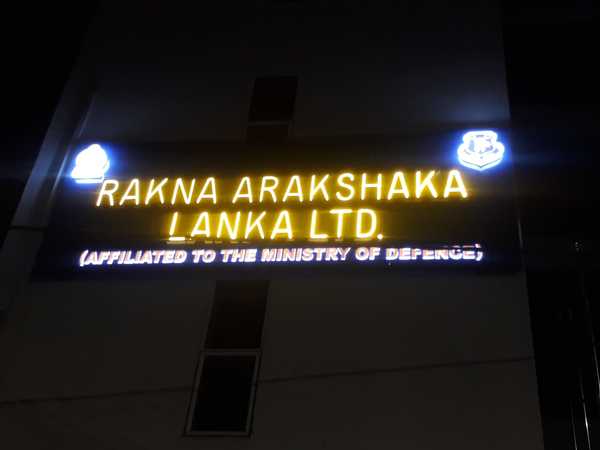 RAKNA ARAKSHAKA
LANKA LTD.
(AFFILIATED TO THE MINISTRY OF DEFENCE)